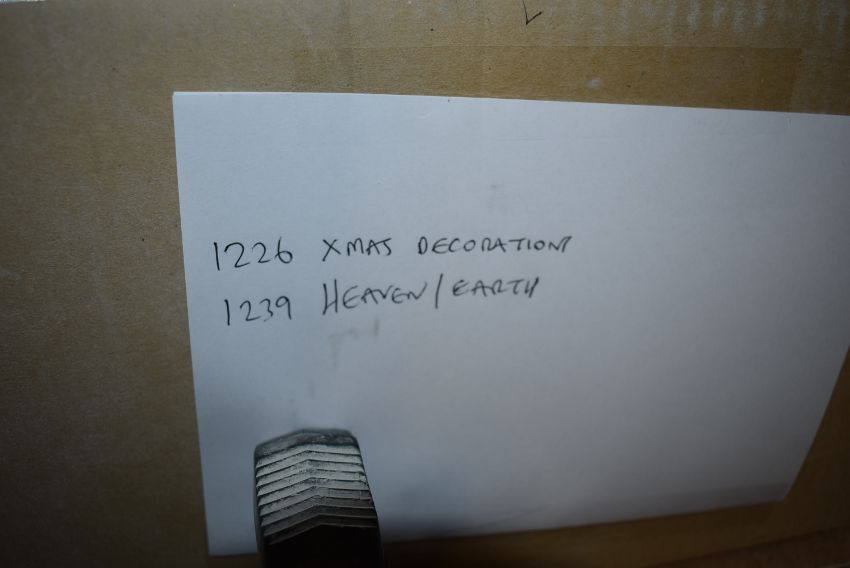 1226 XMAS DECORATIONS
1239 HEAVEN/EARTH